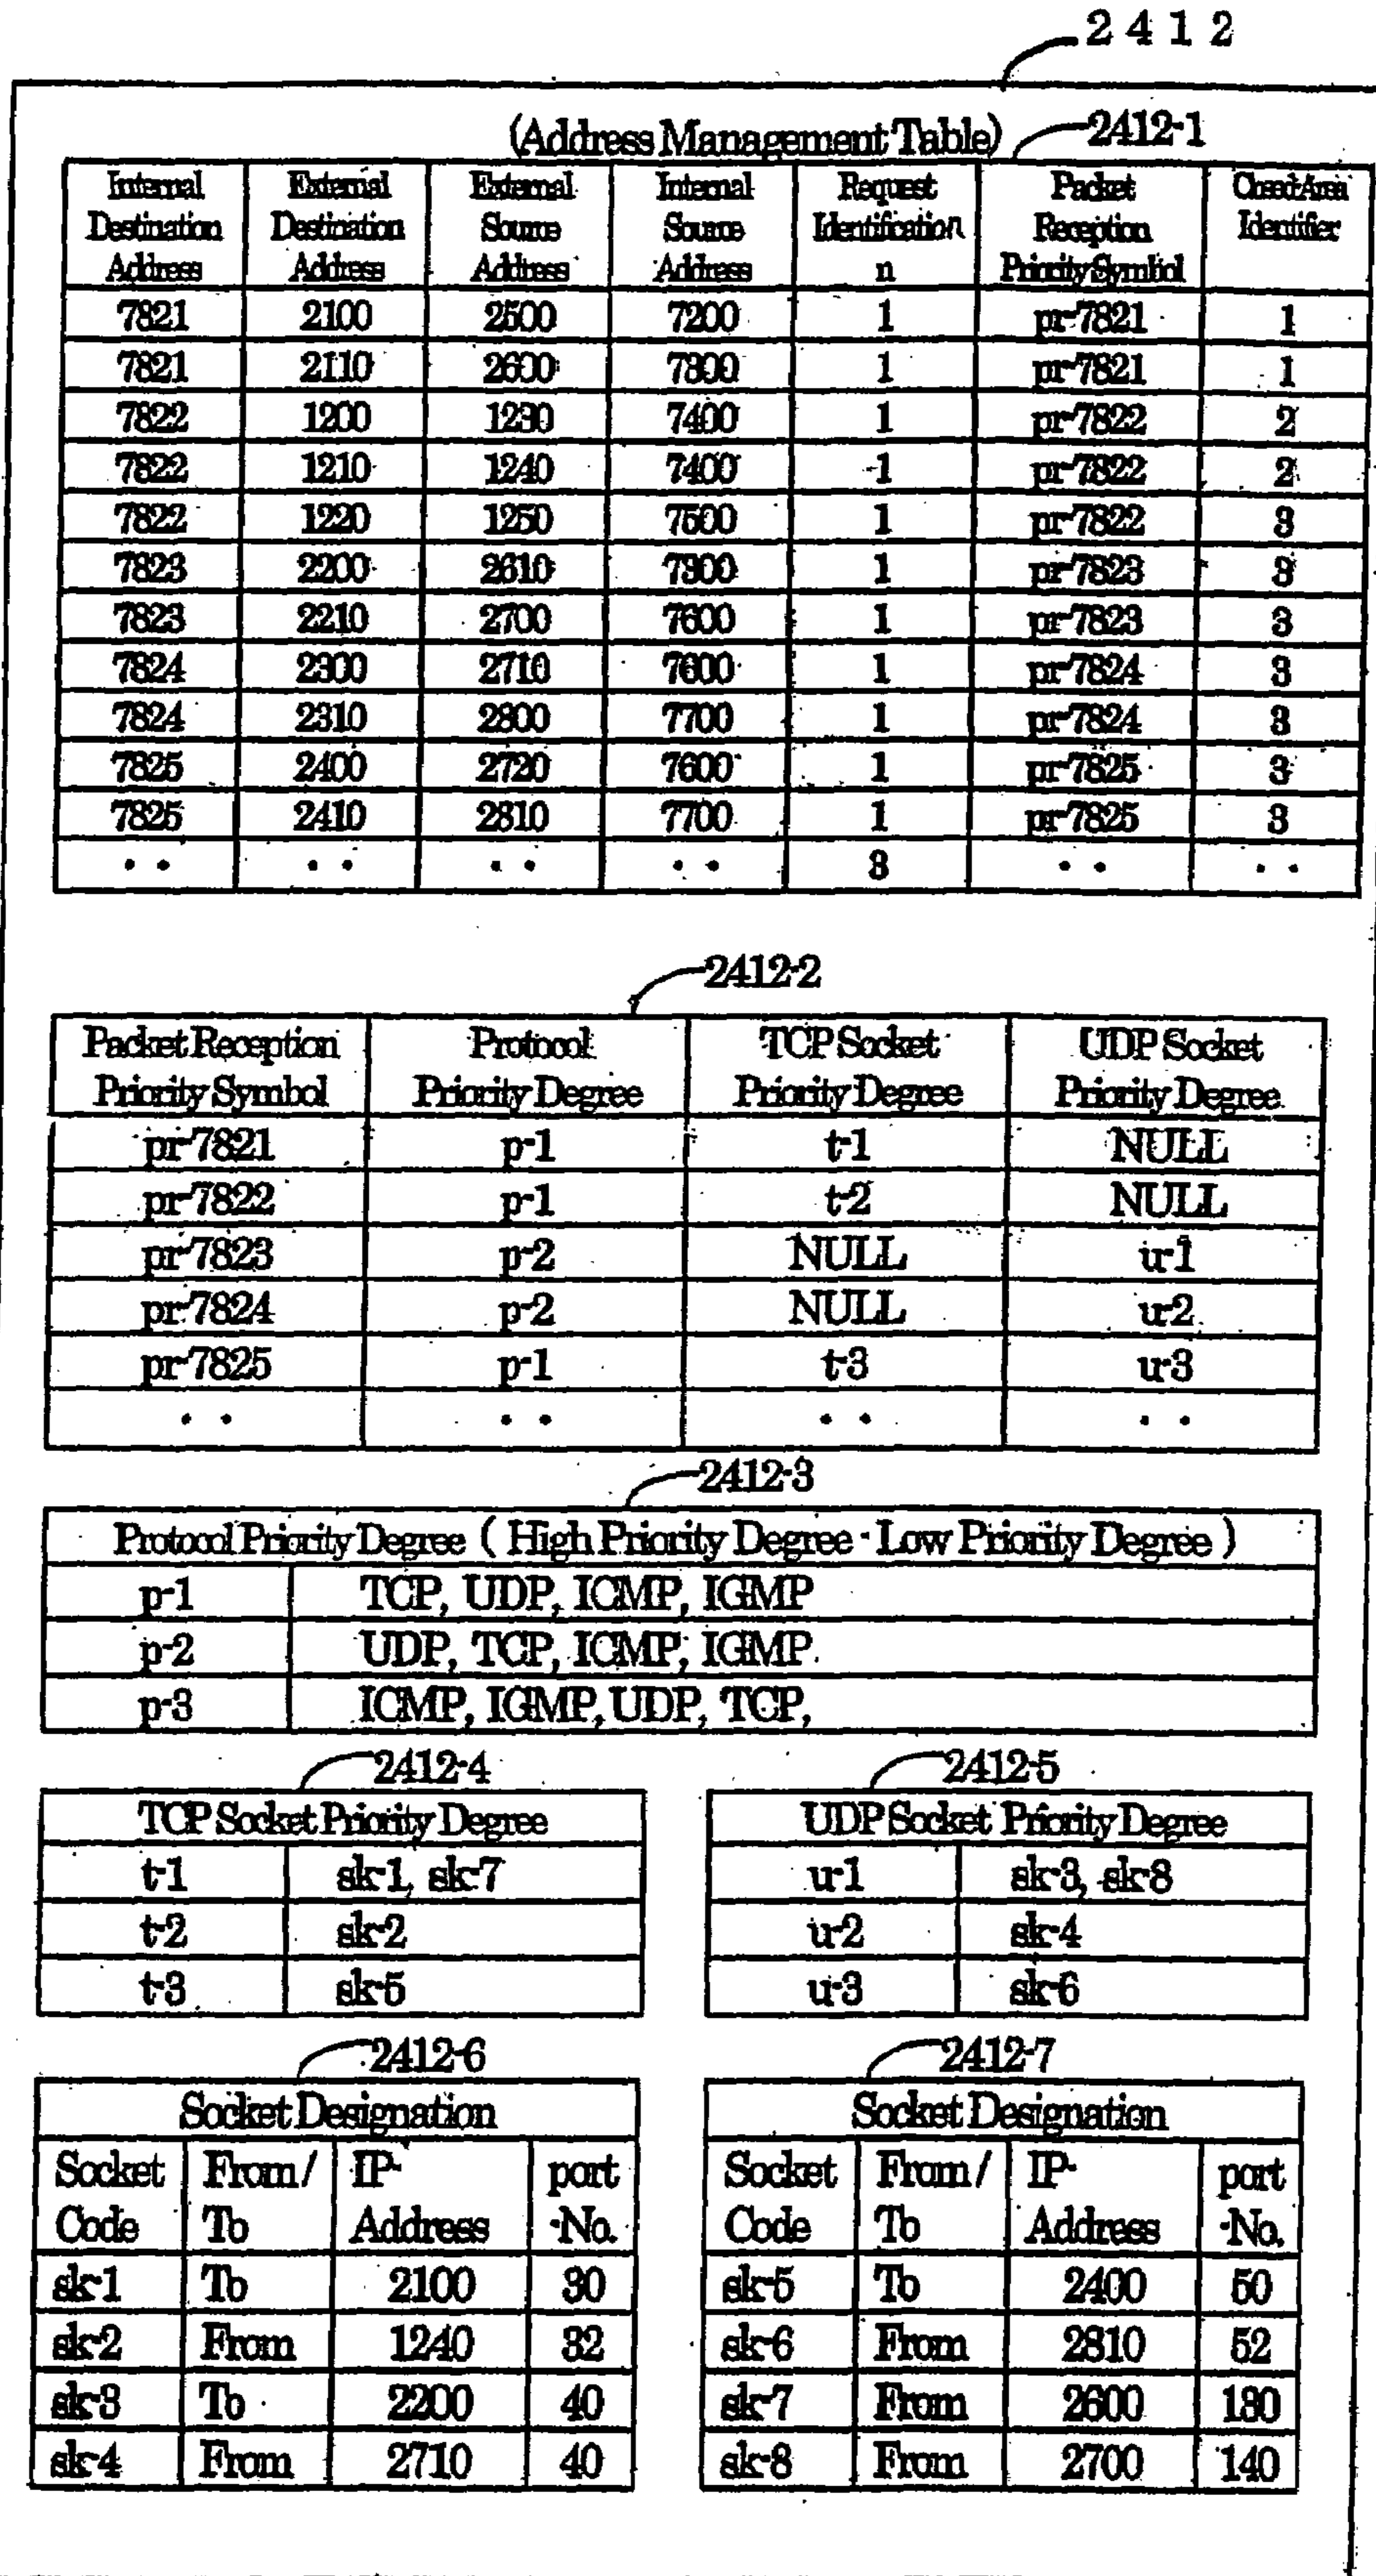 2412
(Address Management Table) 2412-1
Internal Destination Address | External Destination Address | External Source Address | Internal Source Address | Request Identification n | Packet Reception Priority Symbol | Closed-Area Identifier
7821 2100 2500 7200 1 pr-7821 1
7821 2110 2600 7300 1 pr-7821 1
7822 1200 1230 7400 1 pr-7822 2
7822 1210 1240 7400 1 pr-7822 2
7822 1220 1250 7500 1 pr-7822 3
7823 2200 2610 7300 1 pr-7823 3
7823 2210 2700 7600 1 pr-7823 3
7824 2300 2710 7600 1 pr-7824 3
7824 2310 2800 7700 1 pr-7824 3
7825 2400 2720 7600 1 pr-7825 3
7825 2410 2810 7700 1 pr-7825 3
· · · · · · · · 3 · · · ·
2412-2
Packet Reception Priority Symbol | Protocol Priority Degree | TCP Socket Priority Degree | UDP Socket Priority Degree
pr-7821 p-1 t-1 NULL
pr-7822 p-1 t-2 NULL
pr-7823 p-2 NULL u-1
pr-7824 p-2 NULL u-2
pr-7825 p-1 t-3 u-3
· · · · · · · ·
2412-3
Protocol Priority Degree ( High Priority Degree - Low Priority Degree )
p-1 TCP, UDP, ICMP, IGMP
p-2 UDP, TCP, ICMP, IGMP
p-3 ICMP, IGMP, UDP, TCP,
2412-4
TCP Socket Priority Degree
t-1 sk-1, sk-7
t-2 sk-2
t-3 sk-5
2412-5
UDP Socket Priority Degree
u-1 sk-3, sk-8
u-2 sk-4
u-3 sk-6
2412-6
Socket Designation
Socket Code | From / To | IP- Address | port -No.
sk-1 To 2100 30
sk-2 From 1240 32
sk-3 To 2200 40
sk-4 From 2710 40
2412-7
Socket Designation
Socket Code | From / To | IP- Address | port -No.
sk-5 To 2400 50
sk-6 From 2810 52
sk-7 From 2600 130
sk-8 From 2700 140